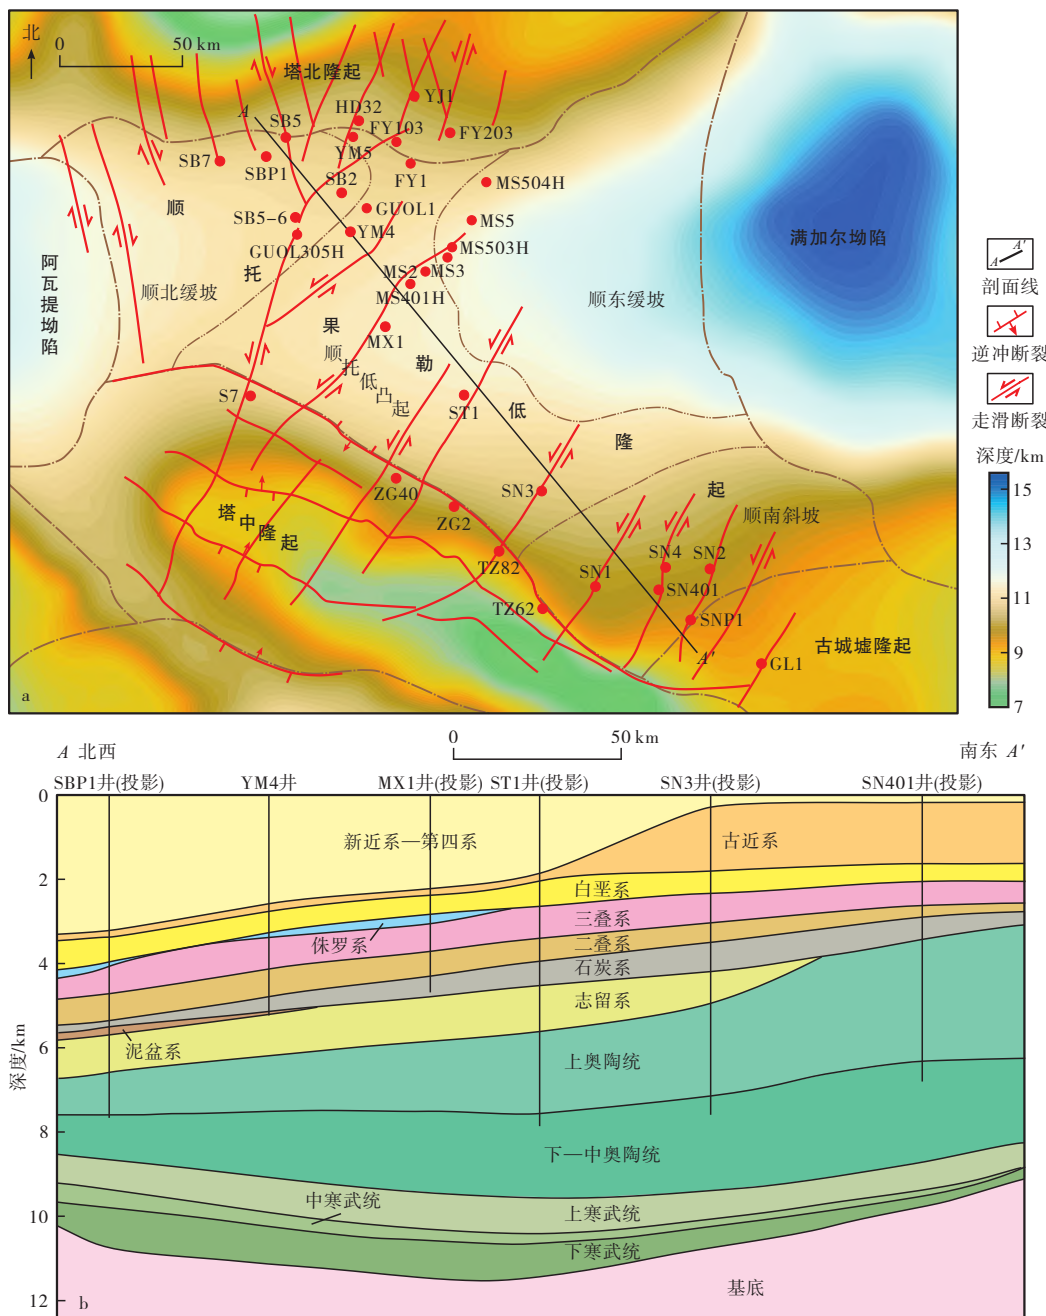 北
0 50 km
塔北隆起
A
YJ1
HD32
SB5
FY103
FY203
YM5
SB7
SBP1
FY1
SB2
MS504H
顺
GUOL1
SB5-6
MS5
YM4
满加尔坳陷
GUOL305H
MS503H
阿瓦提坳陷
托
MS2
MS3
顺北缓坡
MS401H
顺东缓坡
果
MX1
勒
顺托低凸起
S7
ST1
低
隆
ZG40
SN3
起
塔中隆起
ZG2
顺南斜坡
TZ82
SN4
SN2
SN1
SN401
TZ62
SNP1
A′
古城墟隆起
GL1
a
A A′
剖面线
逆冲断裂
走滑断裂
深度/km
15
13
11
9
7
A 北西
0 50 km
南东 A′
SBP1井(投影) YM4井 MX1井(投影) ST1井(投影) SN3井(投影) SN401井(投影)
0
新近系—第四系
古近系
2
白垩系
三叠系
侏罗系
二叠系
4
石炭系
志留系
泥盆系
6
上奥陶统
深度/km
8
下—中奥陶统
中寒武统
10
上寒武统
下寒武统
基底
12
b